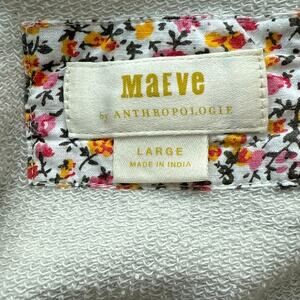 MaEve
by ANTHROPOLOGIE
LARGE
MADE IN INDIA